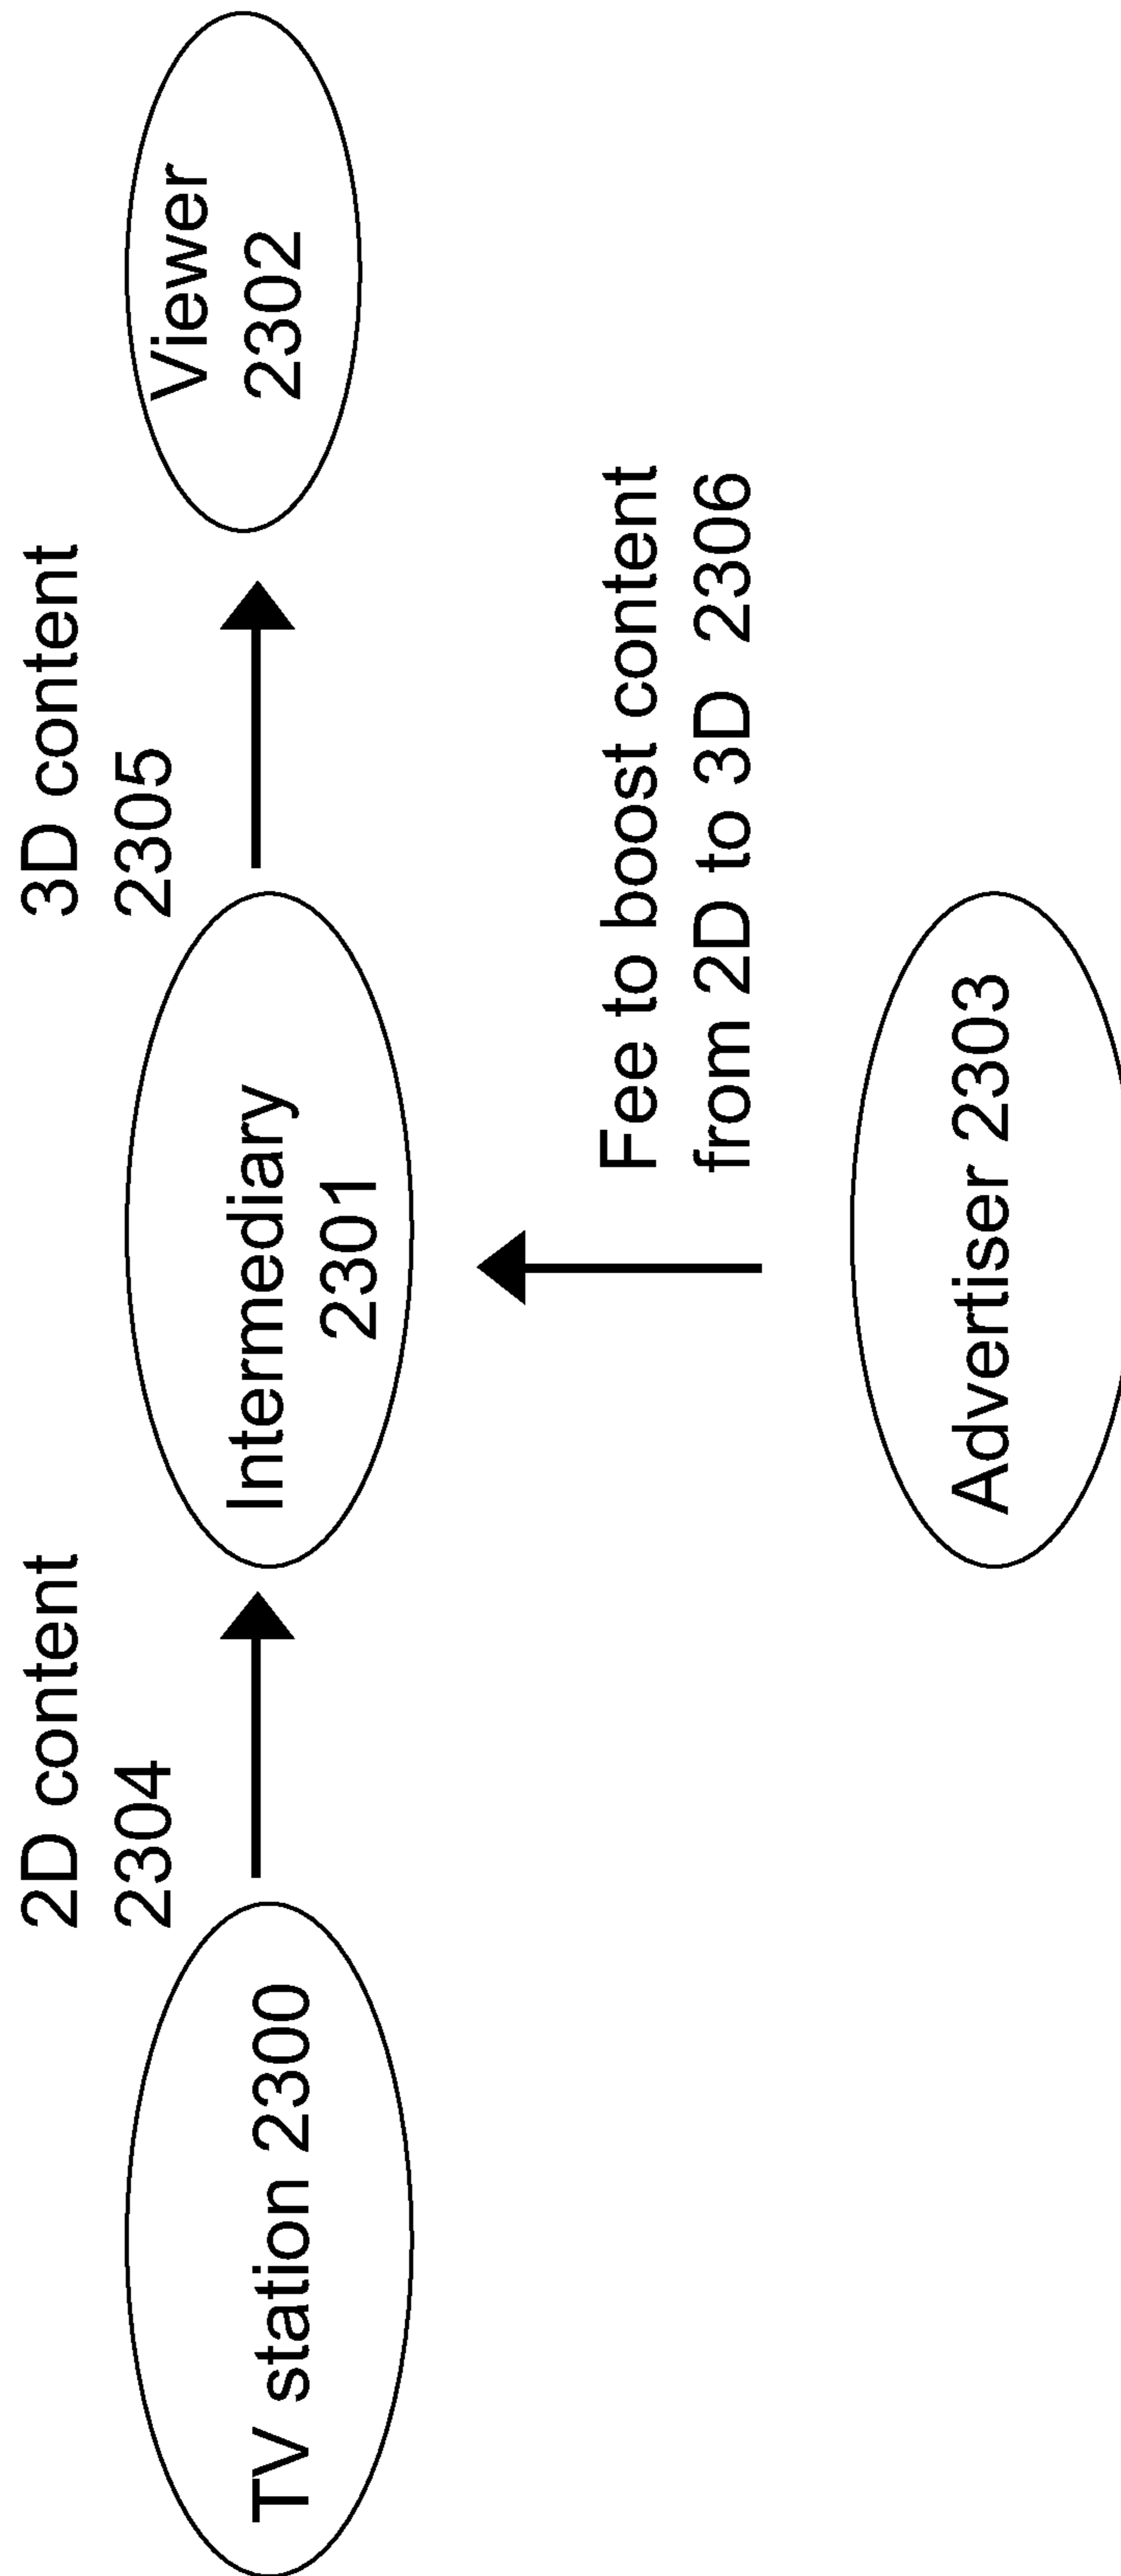 2D content
2304
3D content
2305
TV station 2300
Intermediary
2301
Viewer
2302
Fee to boost content
from 2D to 3D  2306
Advertiser 2303